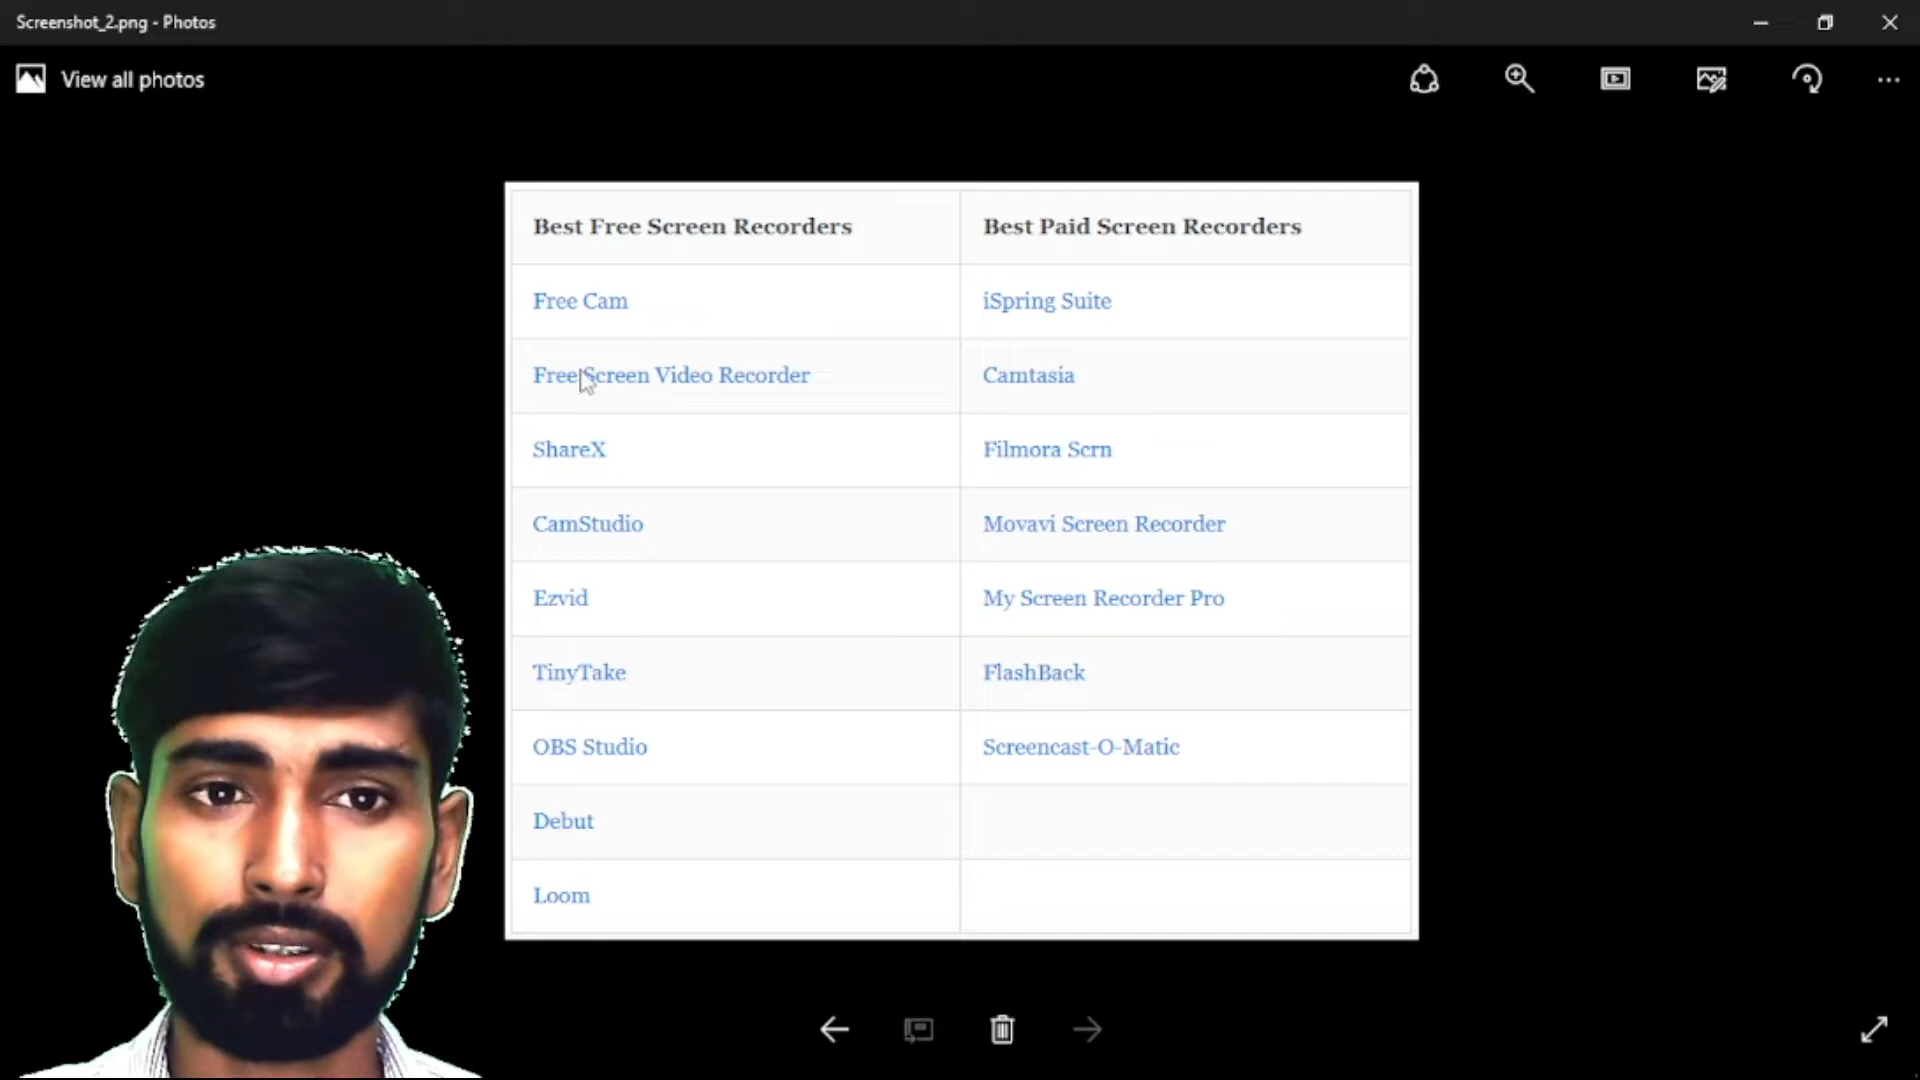 Screenshot_2.png - Photos
View all photos
Best Free Screen Recorders Best Paid Screen Recorders
Free Cam iSpring Suite
Free Screen Video Recorder Camtasia
ShareX Filmora Scrn
CamStudio Movavi Screen Recorder
Ezvid My Screen Recorder Pro
TinyTake FlashBack
OBS Studio Screencast-O-Matic
Debut
Loom